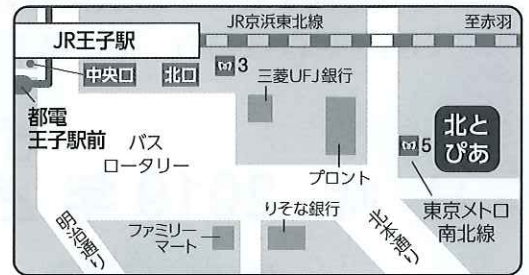 JR京浜東北線
至赤羽
JR王子駅
中央口
北口
3
三菱UFJ銀行
都電
王子駅前
バス
ロータリー
5
北と
ぴあ
プロント
東京メトロ
南北線
明治通り
ファミリー
マート
りそな銀行
北本通り